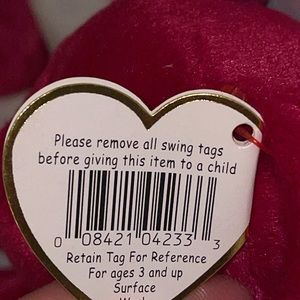 Please remove all swing tags
before giving this item to a child
0 08421 04233 3
Retain Tag For Reference
For ages 3 and up
Surface